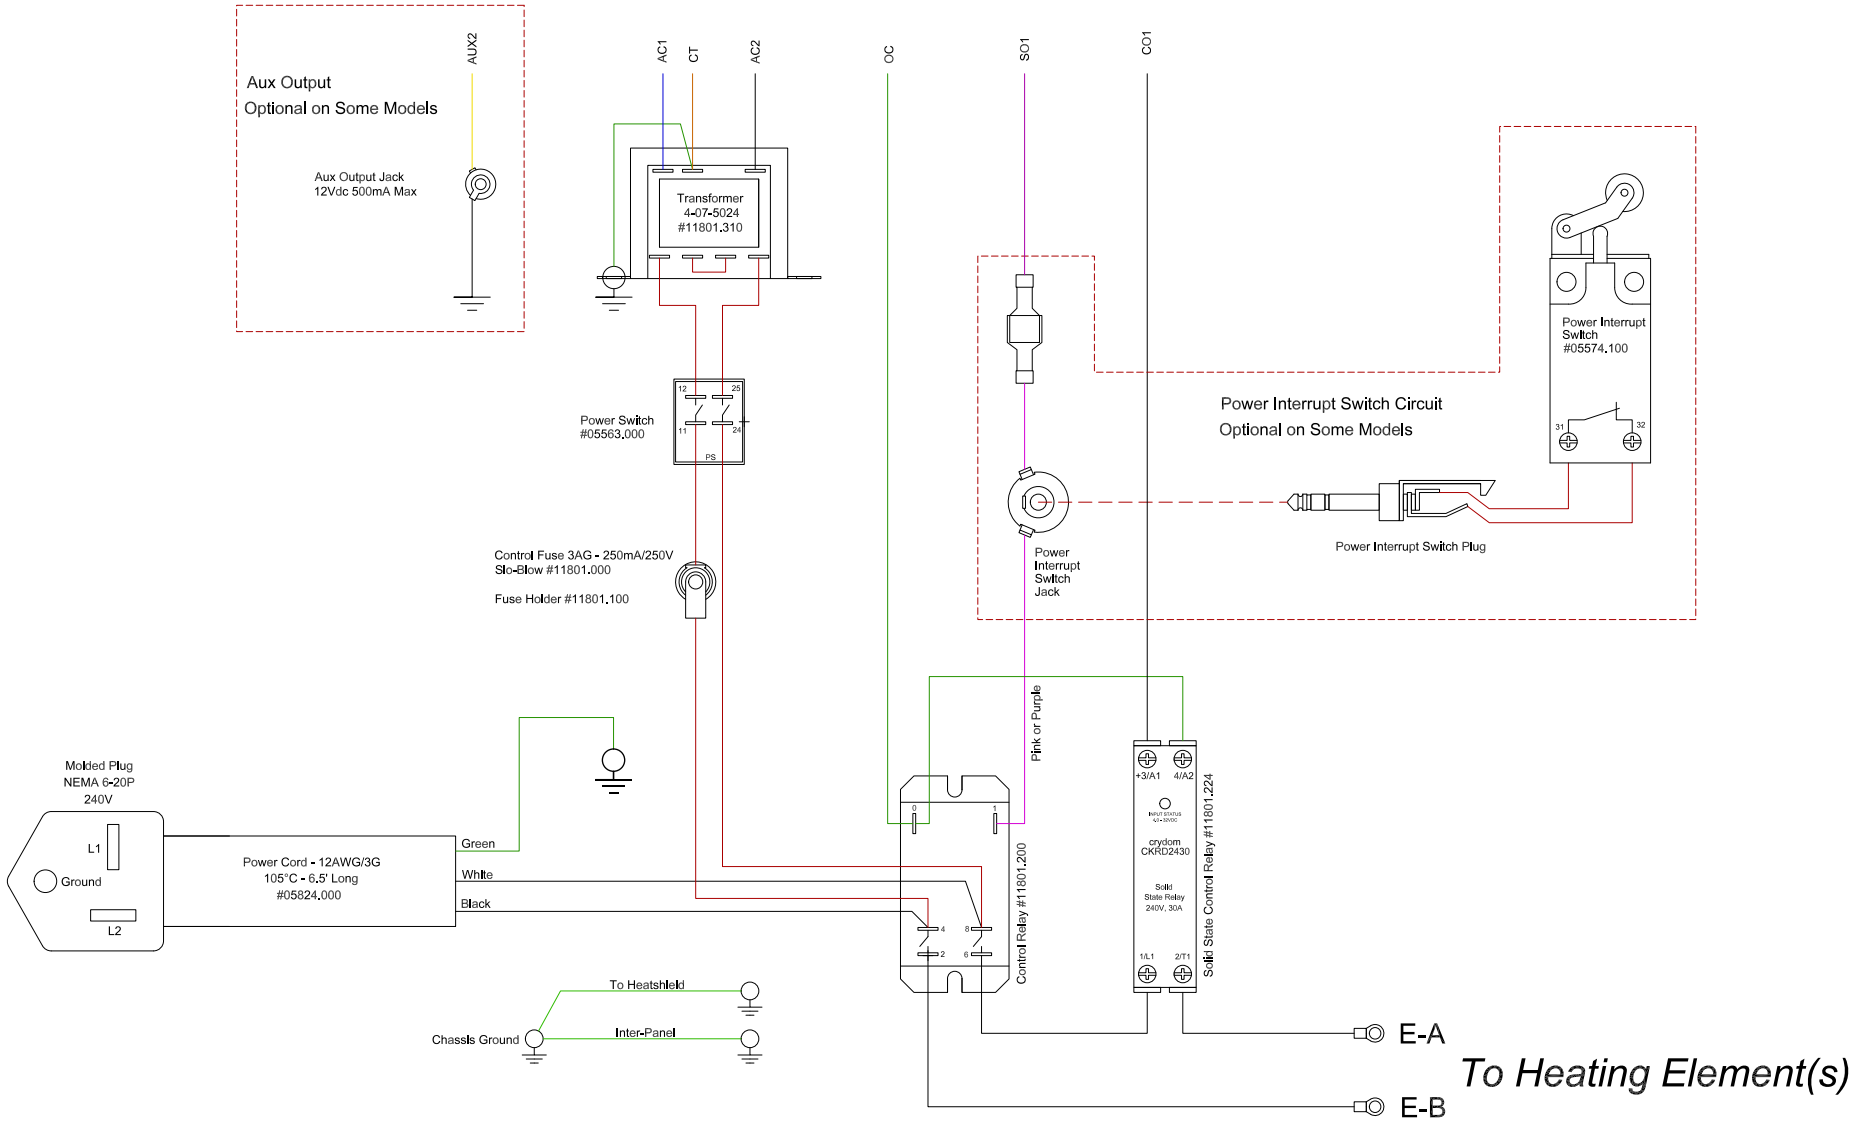 AUX2
AC1
CT
AC2
OC
SO1
CO1
Aux Output
Optional on Some Models
Aux Output Jack
12Vdc 500mA Max
Transformer
4-07-5024
#11801.310
Power Interrupt
Switch
#05574.100
31
32
Power Interrupt Switch Circuit
Optional on Some Models
12
25
11
24
PS
Power Switch
#05563.000
Power Interrupt Switch Plug
Power
Interrupt
Switch
Jack
Control Fuse 3AG - 250mA/250V
Slo-Blow #11801.000
Fuse Holder #11801.100
Pink or Purple
Molded Plug
NEMA 6-20P
240V
L1
Ground
L2
Power Cord - 12AWG/3G
105°C - 6.5' Long
#05824.000
Green
White
Black
0
1
4
8
2
6
Control Relay #11801.200
+3/A1
4/A2
INPUT STATUS
4.0 - 32VDC
crydom
CKRD2430
Solid
State Relay
240V, 30A
1/L1
2/T1
Solid State Control Relay #11801.224
To Heatshield
Inter-Panel
Chassis Ground
E-A
To Heating Element(s)
E-B